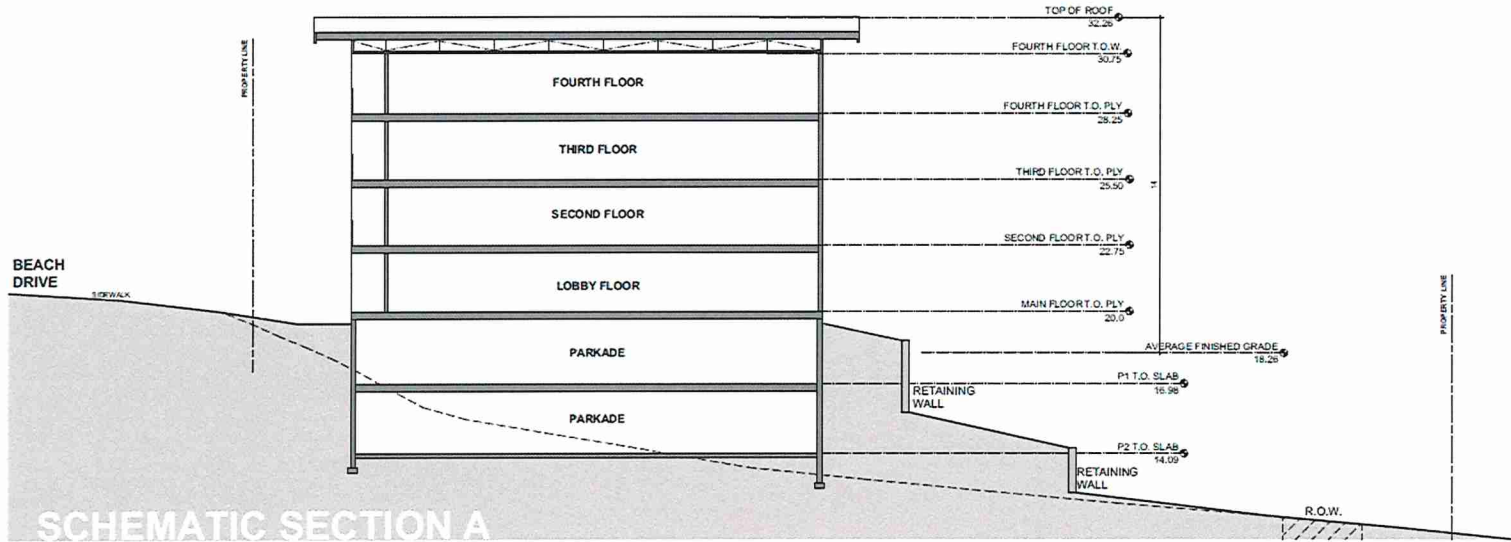 TOP OF ROOF
32.26
PROPERTY LINE
FOURTH FLOOR T.O.W.
30.75
FOURTH FLOOR
FOURTH FLOOR T.O. PLY
28.25
THIRD FLOOR
THIRD FLOOR T.O. PLY
25.50
14
SECOND FLOOR
SECOND FLOOR T.O. PLY
22.75
BEACH
DRIVE
SIDEWALK
LOBBY FLOOR
MAIN FLOOR T.O. PLY
20.0
PROPERTY LINE
PARKADE
AVERAGE FINISHED GRADE
18.26
P1 T.O. SLAB
16.98
RETAINING
WALL
PARKADE
P2 T.O. SLAB
14.09
RETAINING
WALL
R.O.W.
SCHEMATIC SECTION A